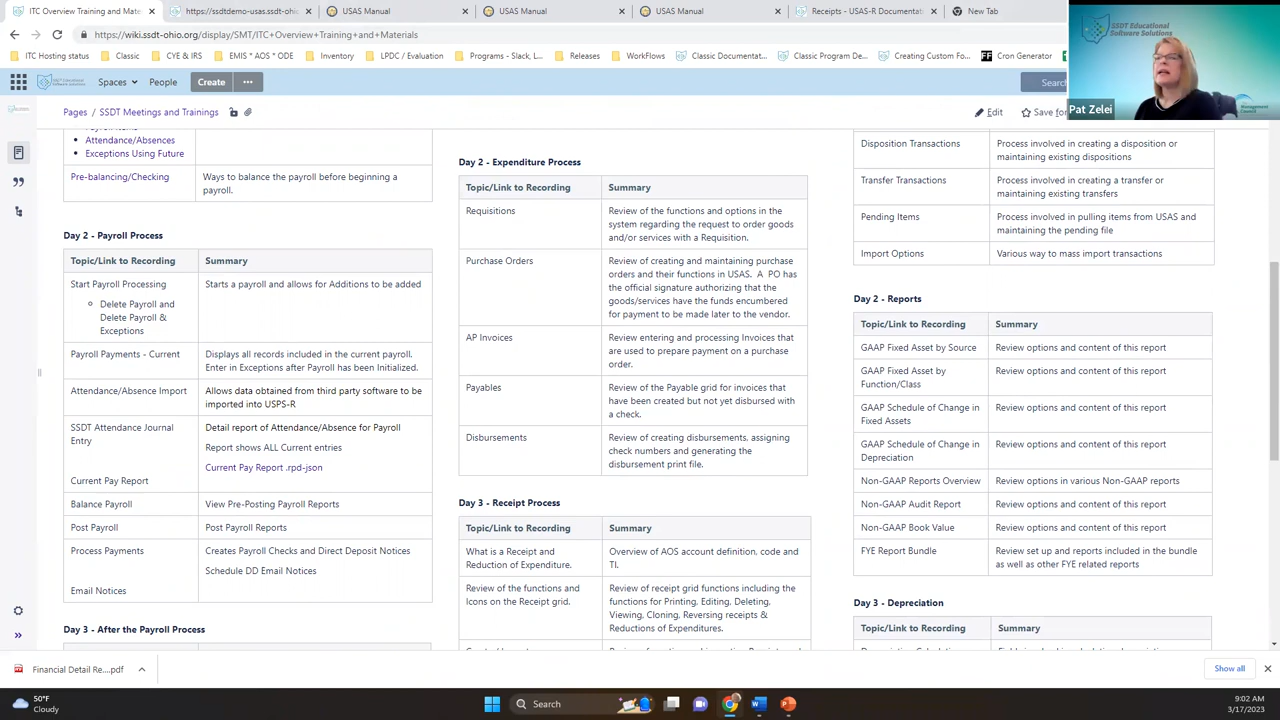 ITC Overview Training and Mate
https://ssdtdemo-usas.ssdt-ohi
USAS Manual
USAS Manual
USAS Manual
Receipts - USAS-R Documentat
New Tab
https://wiki.ssdt-ohio.org/display/SMT/ITC+Overview+Training+and+Materials
ITC Hosting
Classic
CYE & IRS
EMIS * AOS * ODE
Inventory
LPDC / Evaluation
Programs - Slack, L...
Releases
WorkFlows
Classic Documentat...
Classic Program De...
Creating Custom Fo...
Cron Generator
Spaces
People
Create
Search
SSDT Educational
Software Solutions
Management
Council
Pat Zelei
Pages / SSDT Meetings and Trainings
Edit
Save for
Attendance/Absences
Exceptions Using Future
Pre-balancing/Checking
Ways to balance the payroll before beginning a
payroll.
Day 2 - Payroll Process
Topic/Link to Recording
Summary
Start Payroll Processing
Starts a payroll and allows for Additions to be added
Delete Payroll and
Delete Payroll &
Exceptions
Payroll Payments - Current
Displays all records included in the current payroll.
Enter in Exceptions after Payroll has been Initialized.
Attendance/Absence Import
Allows data obtained from third party software to be
imported into USPS-R
SSDT Attendance Journal
Entry
Detail report of Attendance/Absence for Payroll
Report shows ALL Current entries
Current Pay Report .rpd-json
Current Pay Report
Balance Payroll
View Pre-Posting Payroll Reports
Post Payroll
Post Payroll Reports
Process Payments
Creates Payroll Checks and Direct Deposit Notices
Schedule DD Email Notices
Email Notices
Day 3 - After the Payroll Process
Day 2 - Expenditure Process
Topic/Link to Recording
Summary
Requisitions
Review of the functions and options in the
system regarding the request to order goods
and/or services with a Requisition.
Purchase Orders
Review of creating and maintaining purchase
orders and their functions in USAS. A PO has
the official signature authorizing that the
goods/services have the funds encumbered
for payment to be made later to the vendor.
AP Invoices
Review entering and processing Invoices that
are used to prepare payment on a purchase
order.
Payables
Review of the Payable grid for invoices that
have been created but not yet disbursed with
a check.
Disbursements
Review of creating disbursements, assigning
check numbers and generating the
disbursement print file.
Day 3 - Receipt Process
Topic/Link to Recording
Summary
What is a Receipt and
Reduction of Expenditure.
Overview of AOS account definition, code and
TI.
Review of the functions and
Icons on the Receipt grid.
Review of receipt grid functions including the
functions for Printing, Editing, Deleting,
Viewing, Cloning, Reversing receipts &
Reductions of Expenditures.
Disposition Transactions
Process involved in creating a disposition or
maintaining existing dispositions
Transfer Transactions
Process involved in creating a transfer or
maintaining existing transfers
Pending Items
Process involved in pulling items from USAS and
maintaining the pending file
Import Options
Various way to mass import transactions
Day 2 - Reports
Topic/Link to Recording
Summary
GAAP Fixed Asset by Source
Review options and content of this report
GAAP Fixed Asset by
Function/Class
Review options and content of this report
GAAP Schedule of Change in
Fixed Assets
Review options and content of this report
GAAP Schedule of Change in
Depreciation
Review options and content of this report
Non-GAAP Reports Overview
Review options in various Non-GAAP reports
Non-GAAP Audit Report
Review options and content of this report
Non-GAAP Book Value
Review options and content of this report
FYE Report Bundle
Review set up and reports included in the bundle
as well as other FYE related reports
Day 3 - Depreciation
Topic/Link to Recording
Summary
Financial Detail Re....pdf
Show all
50°F
Cloudy
Search
9:02 AM
3/17/2023